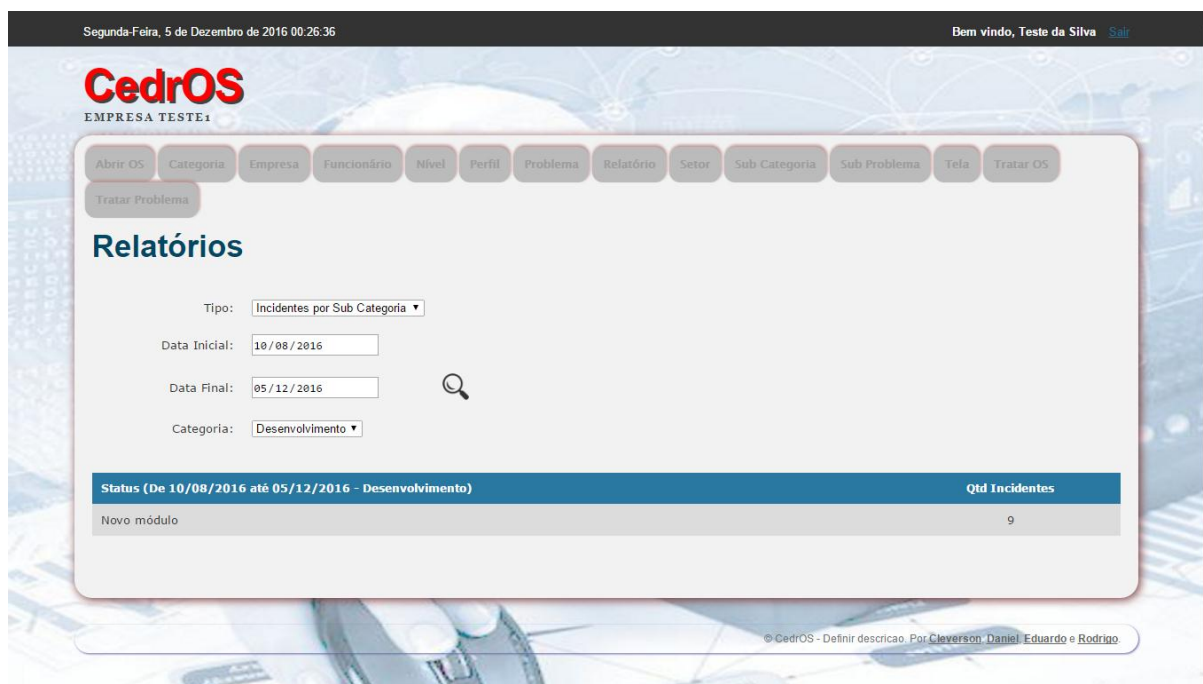 Segunda-Feira, 5 de Dezembro de 2016 00:26:36
Bem vindo, Teste da Silva Sair
CedrOS
EMPRESA TESTE1
Abrir OS Categoria Empresa Funcionário Nível Perfil Problema Relatório Setor Sub Categoria Sub Problema Tela Tratar OS
Tratar Problema
Relatórios
Tipo: Incidentes por Sub Categoria
Data Inicial: 10/08/2016
Data Final: 05/12/2016
Categoria: Desenvolvimento
Status (De 10/08/2016 até 05/12/2016 - Desenvolvimento) Qtd Incidentes
Novo módulo 9
© CedrOS - Definir descricao. Por Cleverson, Daniel, Eduardo e Rodrigo.